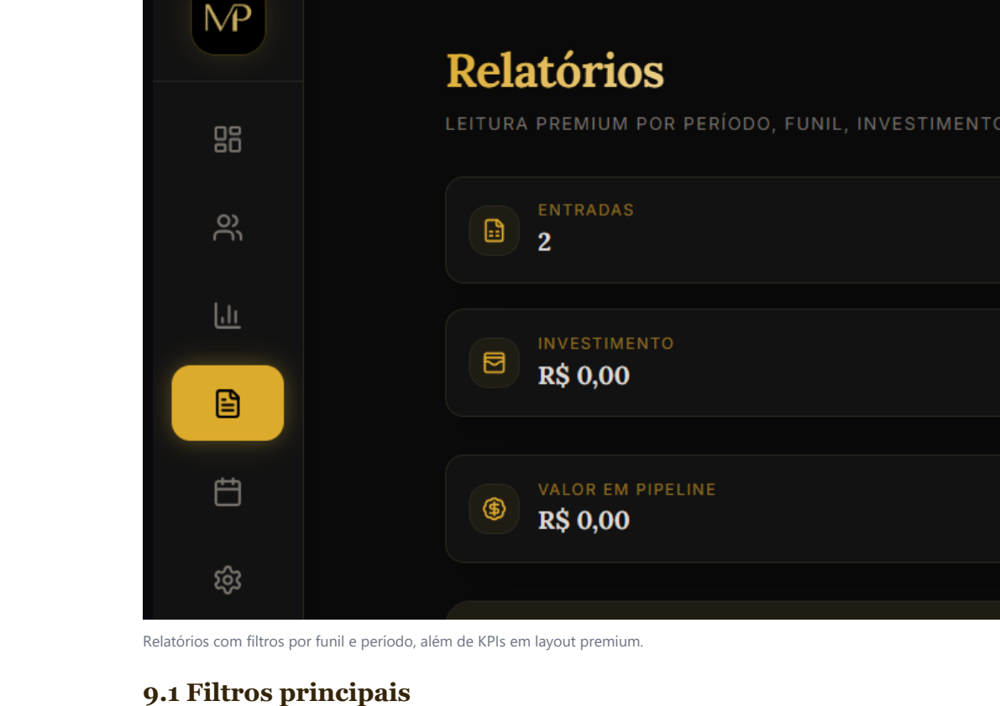 MP
Relatórios
LEITURA PREMIUM POR PERÍODO, FUNIL, INVESTIMENTO
ENTRADAS
2
INVESTIMENTO
R$ 0,00
VALOR EM PIPELINE
R$ 0,00
Relatórios com filtros por funil e período, além de KPIs em layout premium.
9.1 Filtros principais